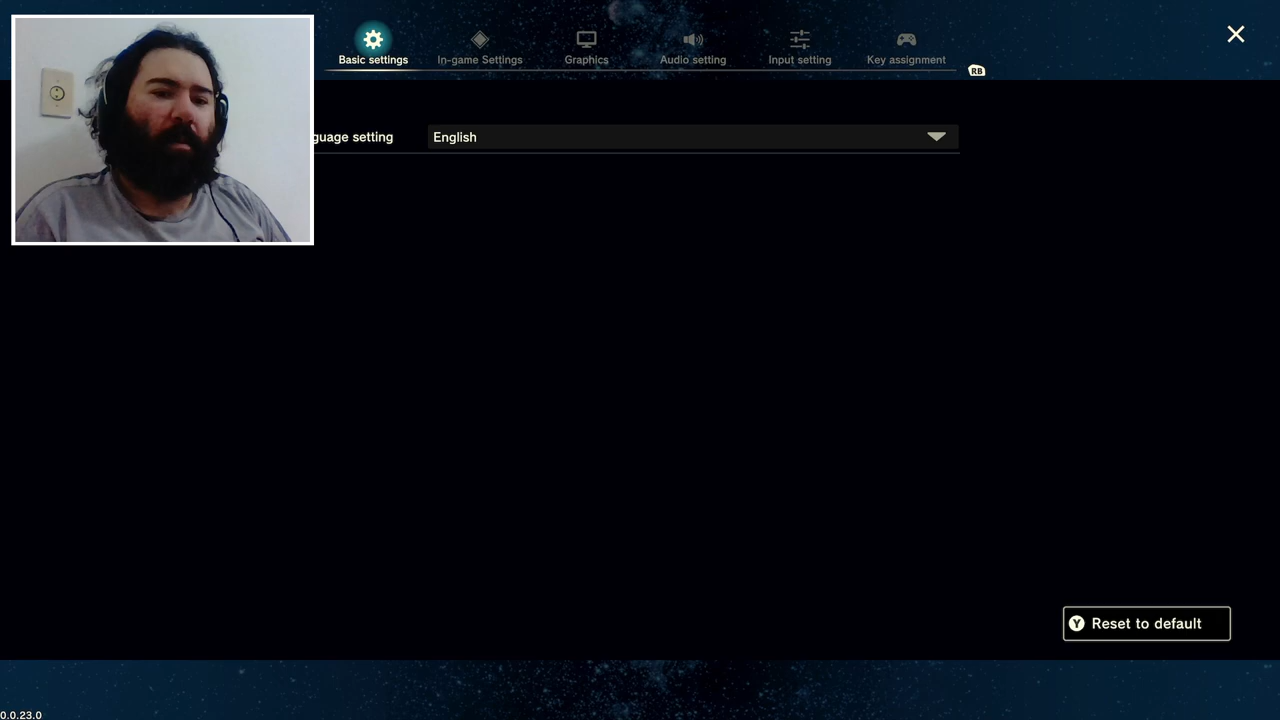 Basic settings
In-game Settings
Graphics
Audio setting
Input setting
Key assignment
RB
guage setting
English
Y Reset to default
0.0.23.0